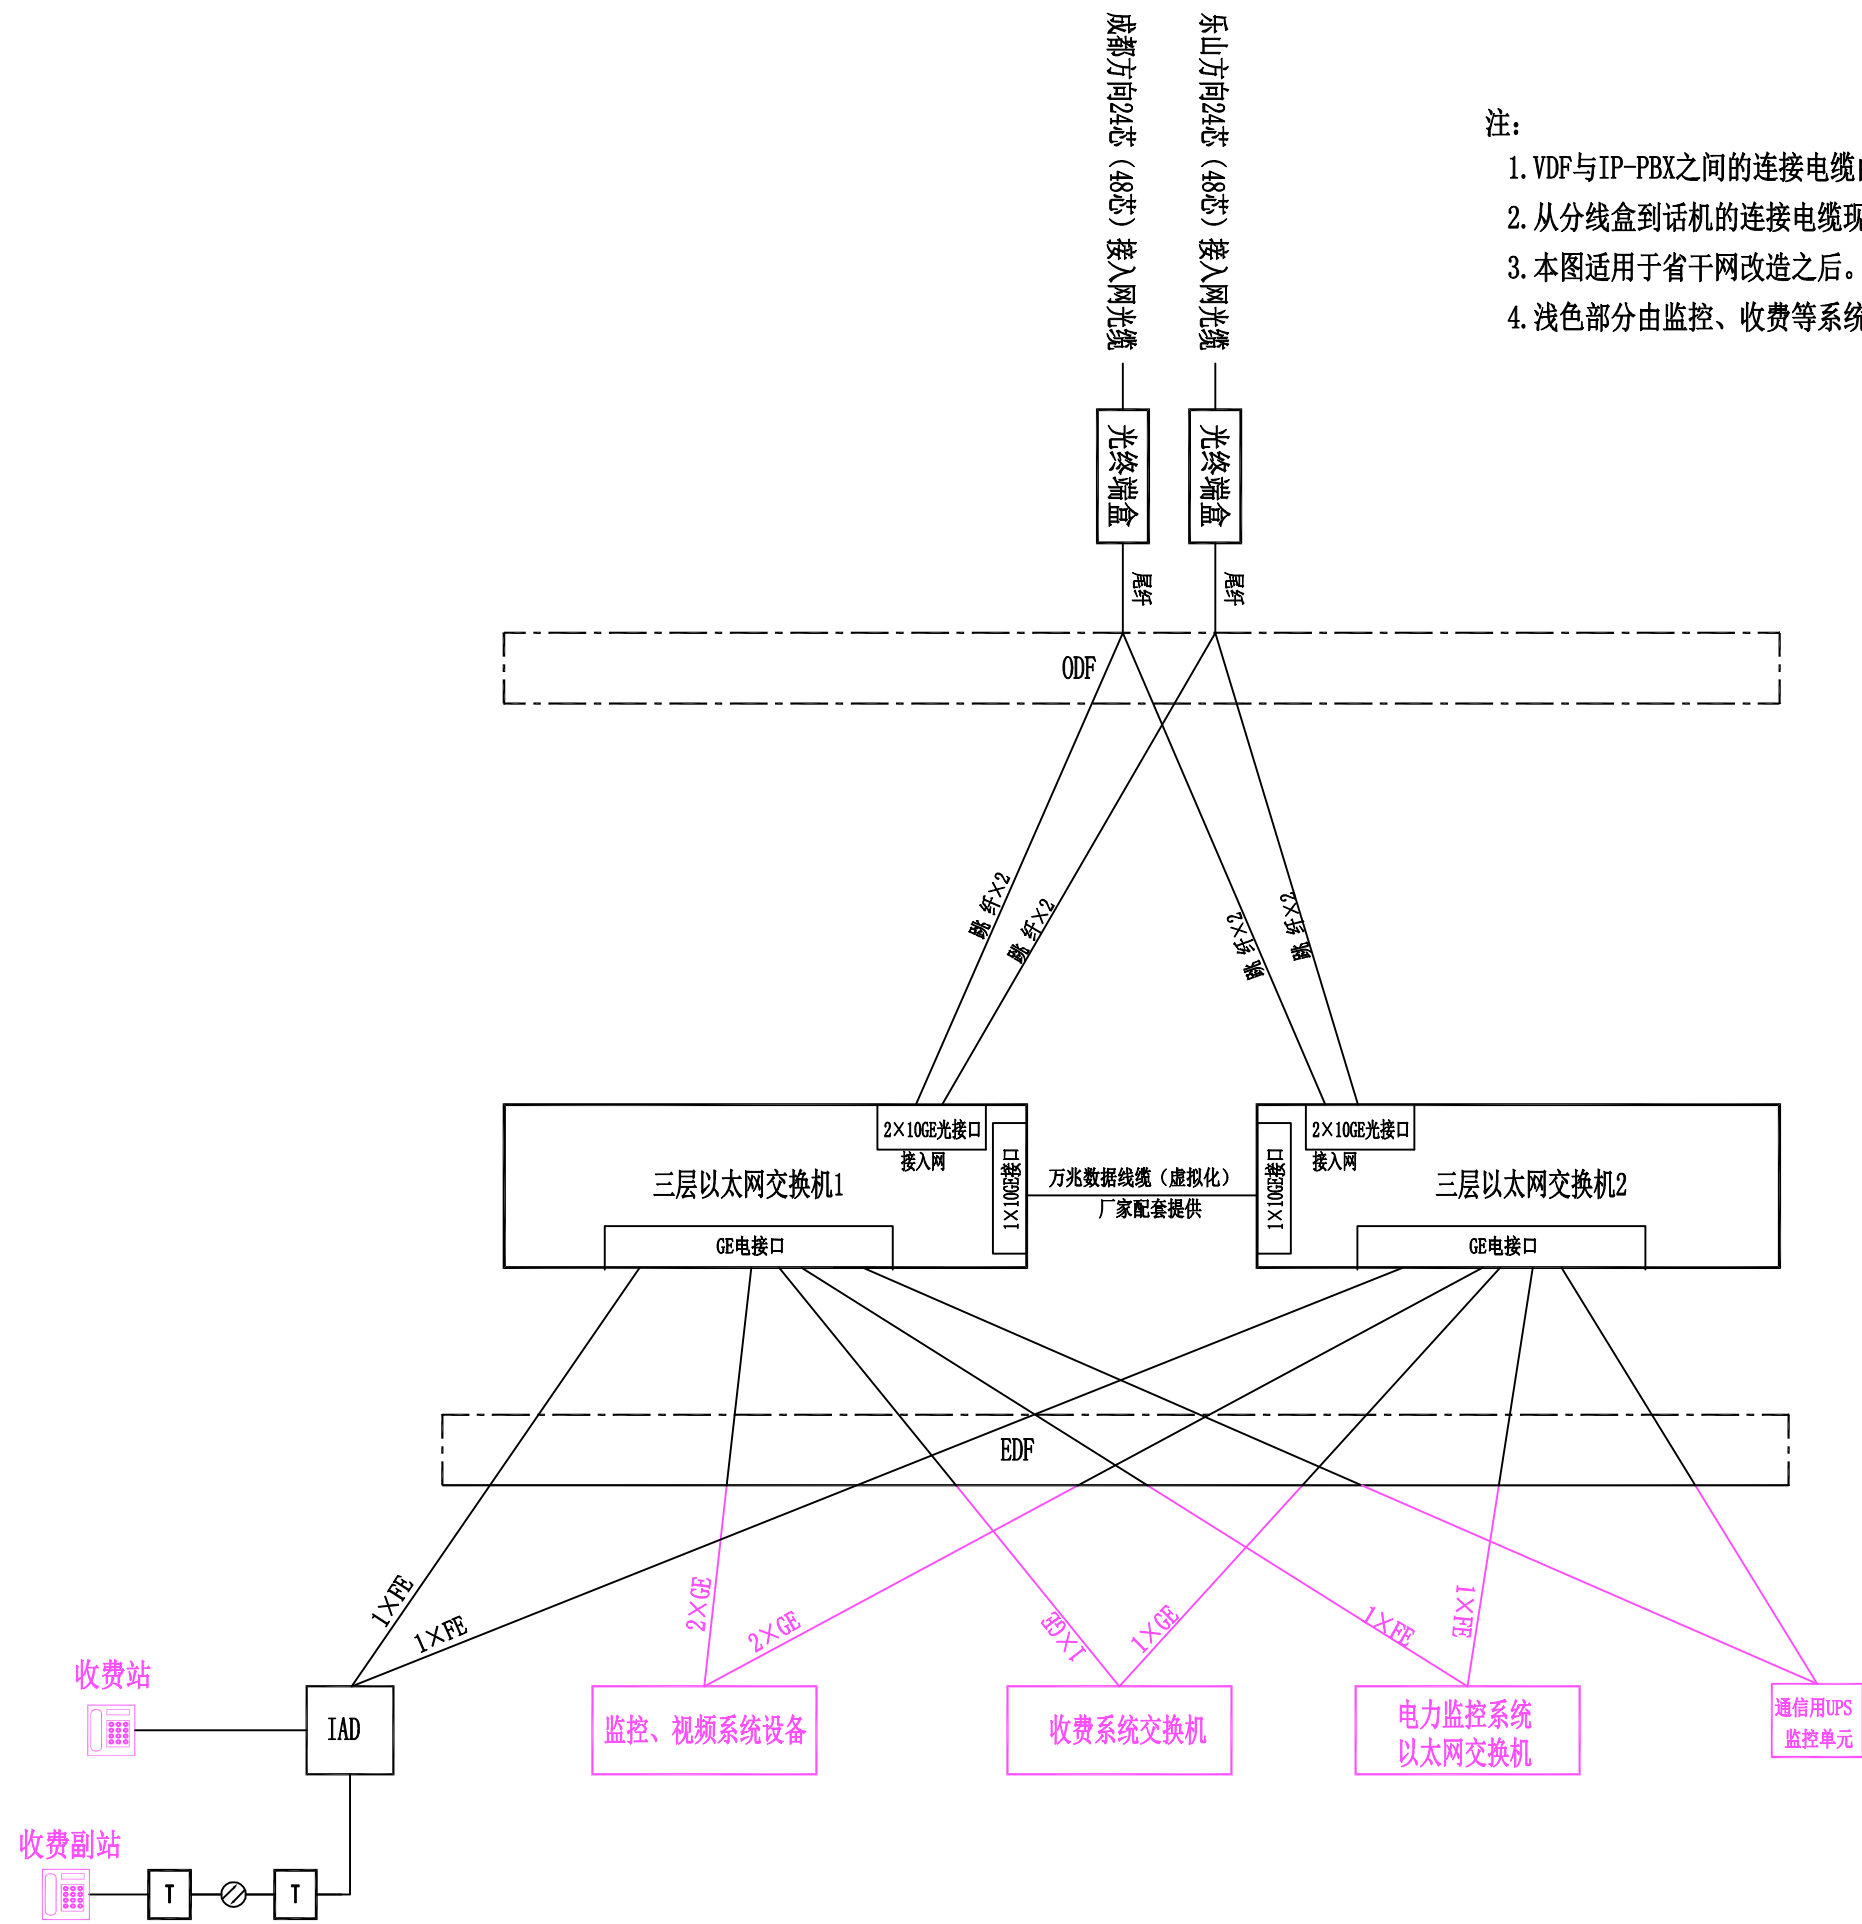 成都方向24芯（48芯）接入网光缆
乐山方向24芯（48芯）接入网光缆
注：
1.VDF与IP-PBX之间的连接电缆
2.从分线盒到话机的连接电缆现
3.本图适用于省干网改造之后。
4.浅色部分由监控、收费等系统
光终端盒
光终端盒
尾纤
尾纤
ODF
跳 纤×2
跳 纤×2
跳 纤×2
跳 纤×2
2×10GE光接口
接入网
1×10GE接口
三层以太网交换机1
GE电接口
万兆数据线缆（虚拟化）
厂家配套提供
2×10GE光接口
接入网
1×10GE接口
三层以太网交换机2
GE电接口
EDF
1×FE
1×FE
2×GE
2×GE
1×GE
1×GE
1×FE
1×FE
收费站
IAD
监控、视频系统设备
收费系统交换机
电力监控系统
以太网交换机
通信用UPS
监控单元
收费副站
T
T